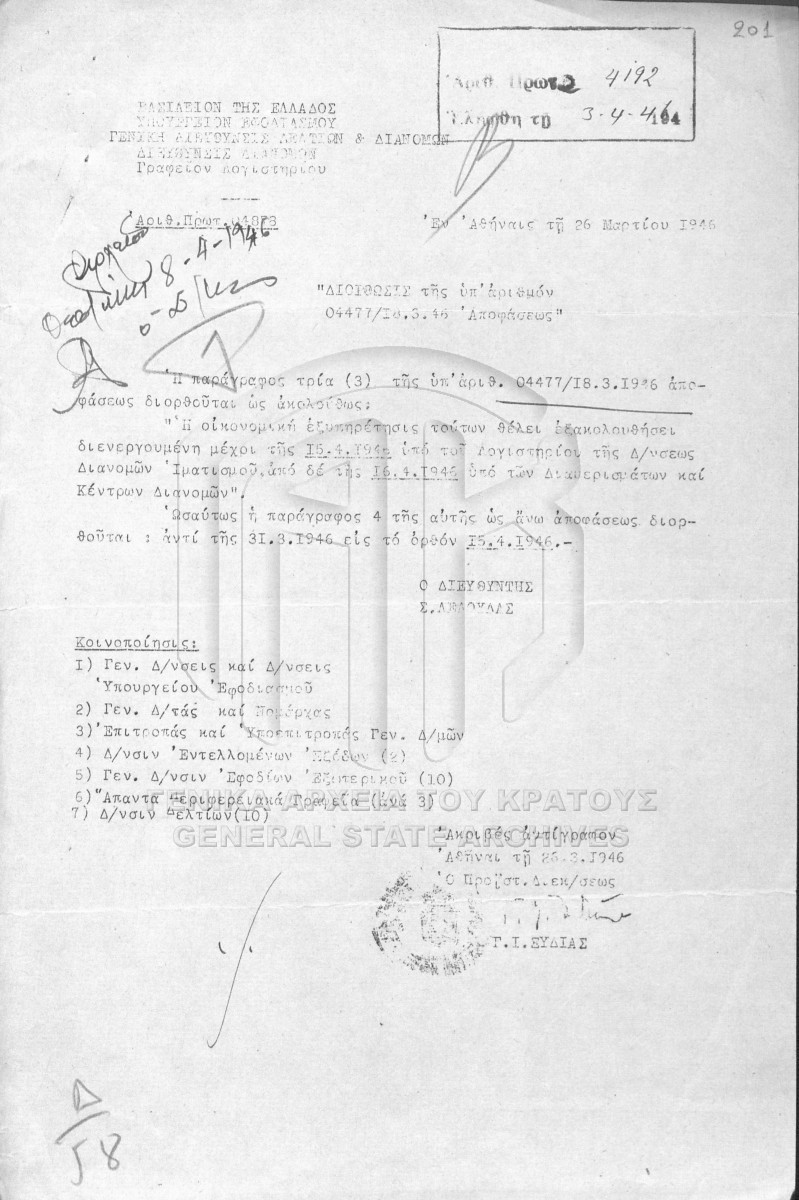 201
Ἀριθ. Πρωτ. 4192
Ἐλήφθη τῇ 3-4-46 194
ΒΑΣΙΛΕΙΟΝ ΤΗΣ ΕΛΛΑΔΟΣ
ΥΠΟΥΡΓΕΙΟΝ ΕΦΟΔΙΑΣΜΟΥ
ΓΕΝΙΚΗ ΔΙΕΥΘΥΝΣΙΣ ΔΕΛΤΙΩΝ & ΔΙΑΝΟΜΩΝ
ΔΙΕΥΘΥΝΣΙΣ ΔΙΑΝΟΜΩΝ
Γραφεῖον Λογιστηρίου
Ἀριθ.Πρωτ.04878
Ἐν Ἀθήναις τῇ 26 Μαρτίου 1946
8-4-1946
"ΔΙΟΡΘΩΣΙΣ τῆς ὑπ' ἀριθμόν
04477/18.3.46 Ἀποφάσεως"
Ἡ παράγραφος τρία (3) τῆς ὑπ' ἀριθ. 04477/18.3.1946 ἀπο-
φάσεως διορθοῦται ὡς ἀκολούθως:
"Ἡ οἰκονομική ἐξυπηρέτησις τούτων θέλει ἐξακολουθήσει
διενεργουμένη μέχρι τῆς 15.4.1946 ὑπό τοῦ Λογιστηρίου τῆς Δ/νσεως
Διανομῶν Ἱματισμοῦ,ἀπό δέ τῆς 16.4.1946 ὑπό τῶν Διαμερισμάτων καί
Κέντρων Διανομῶν".
Ὡσαύτως ἡ παράγραφος 4 τῆς αὐτῆς ὡς ἄνω ἀποφάσεως διορ-
θοῦται : ἀντί τῆς 31.3.1946 εἰς τό ὀρθόν 15.4.1946.-
Ο ΔΙΕΥΘΥΝΤΗΣ
Κοινοποίησις:
1) Γεν. Δ/νσεις καί Δ/νσεις
Ὑπουργείου Ἐφοδιασμοῦ
2) Γεν. Δ/τάς καί Νομάρχας
3) Ἐπιτροπάς καί Ὑποεπιτροπάς Γεν. Δ/μῶν
4) Δ/νσιν Ἐντελλομένων Ἐξόδων (2)
5) Γεν. Δ/νσιν Ἐφοδίων Ἐξωτερικοῦ (10)
6) Ἅπαντα Περιφερειακά Γραφεῖα (ἀνά 3)
7) Δ/νσιν Δελτίων(10)
ΓΕΝΙΚΑ ΑΡΧΕΙΑ ΤΟΥ ΚΡΑΤΟΥΣ
GENERAL STATE ARCHIVES
Ἀκριβές ἀντίγραφον
Ἀθῆναι τῇ 26.3.1946
Ὁ Προϊστ.Δ.εκ/σεως
Γ.Ι.ΞΥΔΙΑΣ
Δ
58